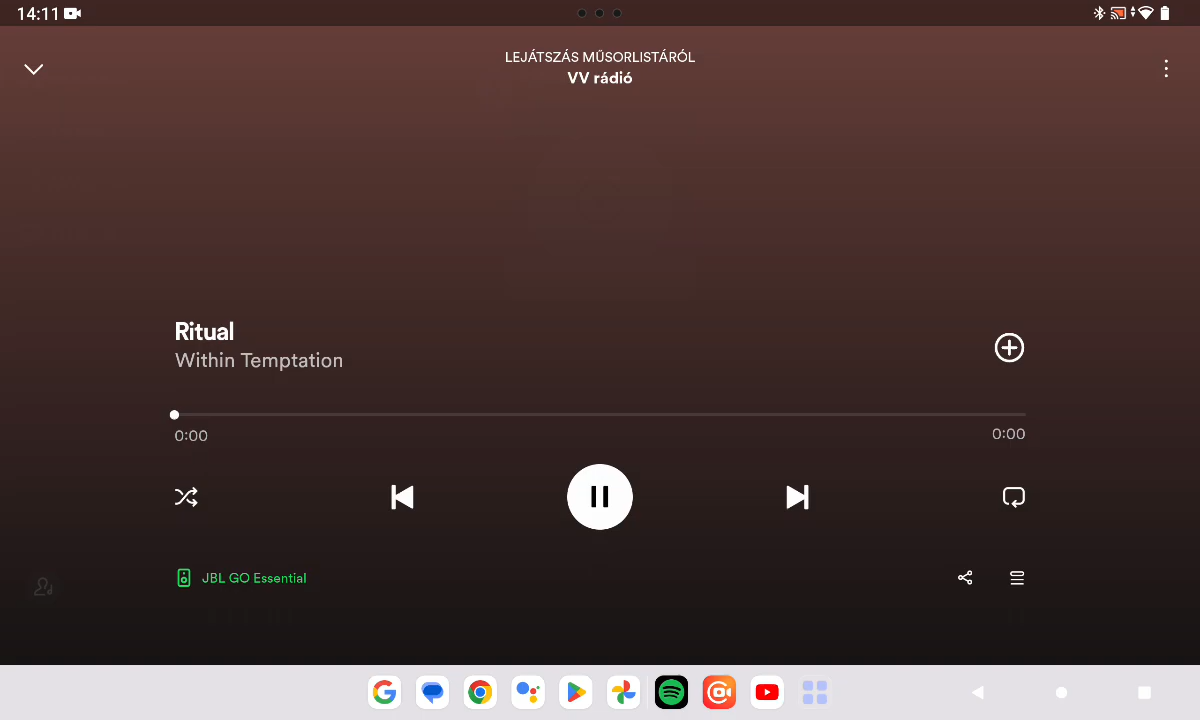 14:11
LEJÁTSZÁS MŰSORLISTÁRÓL
VV rádió
Ritual
Within Temptation
0:00
0:00
JBL GO Essential